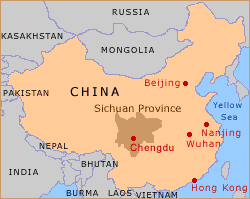 RUSSIA
KASAKHSTAN
MONGOLIA
Beijing
CHINA
PAKISTAN
Sichuan Province
Yellow
Sea
Nanjing
Chengdu
Wuhan
NEPAL
BHUTAN
INDIA
Hong Kong
BURMA
LAOS
VIETNAM